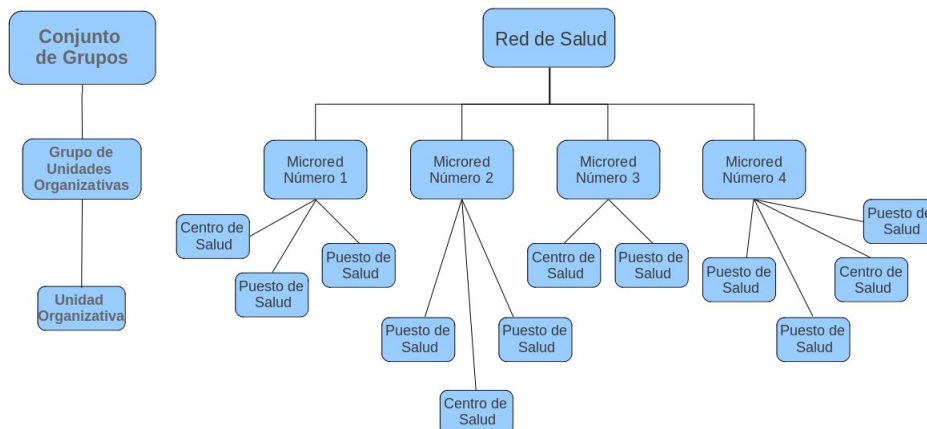 Conjunto
de Grupos
Grupo de
Unidades
Organizativas
Unidad
Organizativa
Red de Salud
Microred
Número 1
Microred
Número 2
Microred
Número 3
Microred
Número 4
Centro de
Salud
Puesto de
Salud
Puesto de
Salud
Puesto de
Salud
Centro de
Salud
Puesto de
Salud
Centro de
Salud
Puesto de
Salud
Puesto de
Salud
Puesto de
Salud
Centro de
Salud
Puesto de
Salud